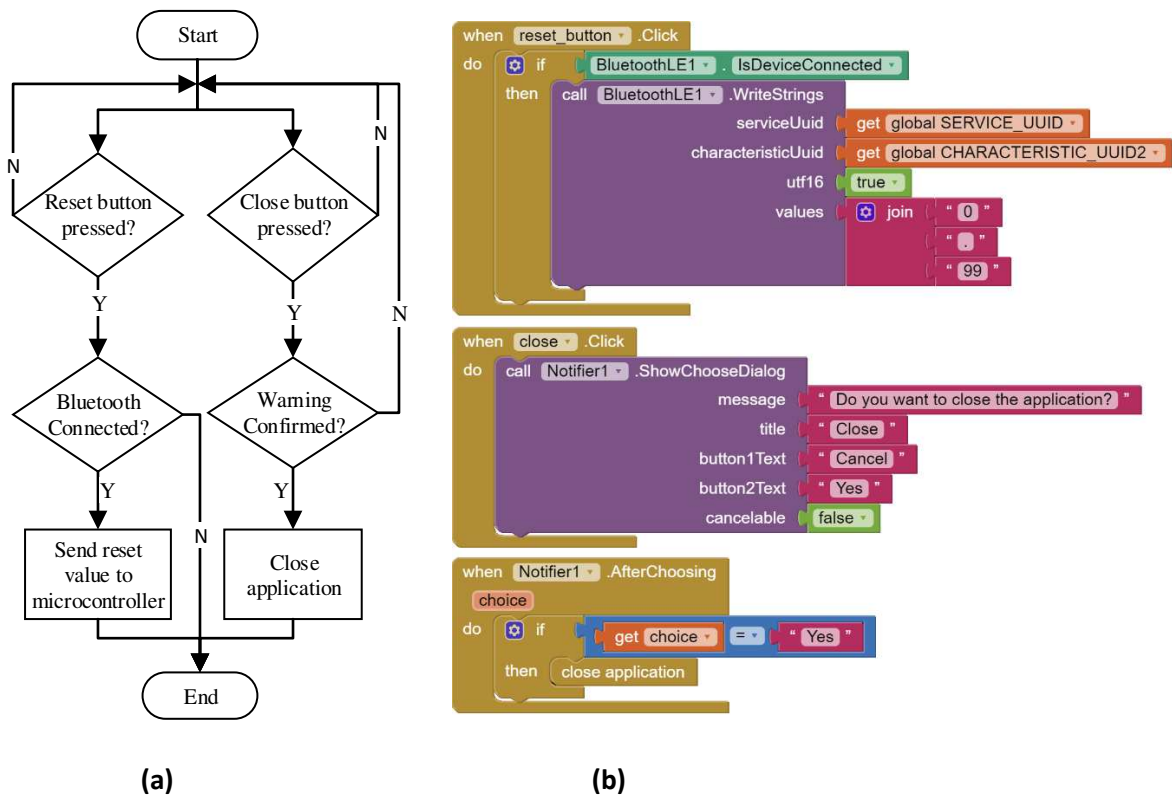 Start
N
N
Reset button
pressed?
Close button
pressed?
Y
Y
N
Bluetooth
Connected?
Warning
Confirmed?
Y
Y
N
Send reset
value to
microcontroller
Close
application
End
(a)
when reset_button .Click
do if BluetoothLE1 . IsDeviceConnected
then call BluetoothLE1 .WriteStrings
serviceUuid get global SERVICE_UUID
characteristicUuid get global CHARACTERISTIC_UUID2
utf16 true
values join " 0 "
" . "
" 99 "
when close .Click
do call Notifier1 .ShowChooseDialog
message " Do you want to close the application? "
title " Close "
button1Text " Cancel "
button2Text " Yes "
cancelable false
when Notifier1 .AfterChoosing
choice
do if get choice = " Yes "
then close application
(b)